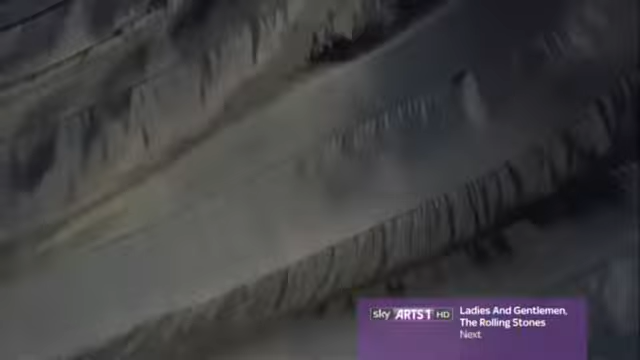 sky ARTS 1 HD
Ladies And Gentlemen,
The Rolling Stones
Next